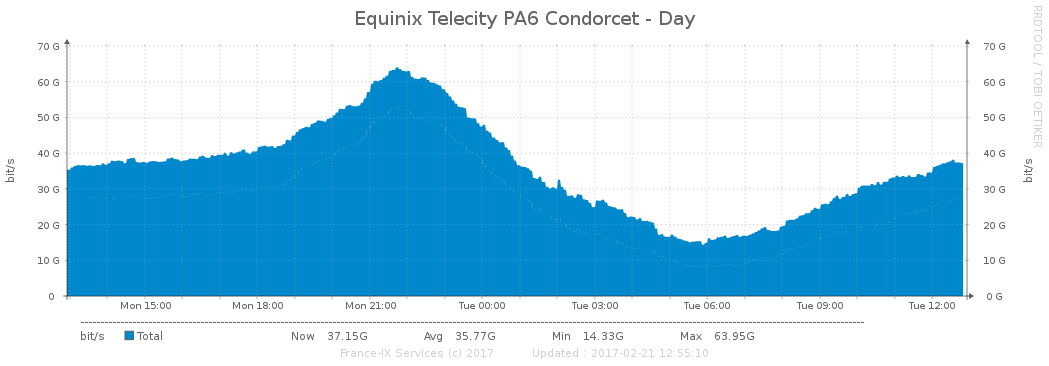 Equinix Telecity PA6 Condorcet - Day
RRDTOOL / TOBI OETIKER
70 G 70 G
60 G 60 G
50 G 50 G
40 G 40 G
30 G 30 G
20 G 20 G
10 G 10 G
0 0 G
bit/s bit/s
Mon 15:00 Mon 18:00 Mon 21:00 Tue 00:00 Tue 03:00 Tue 06:00 Tue 09:00 Tue 12:00
bit/s Total Now 37.15G Avg 35.77G Min 14.33G Max 63.95G
France-IX Services (c) 2017 Updated : 2017-02-21 12:55:10